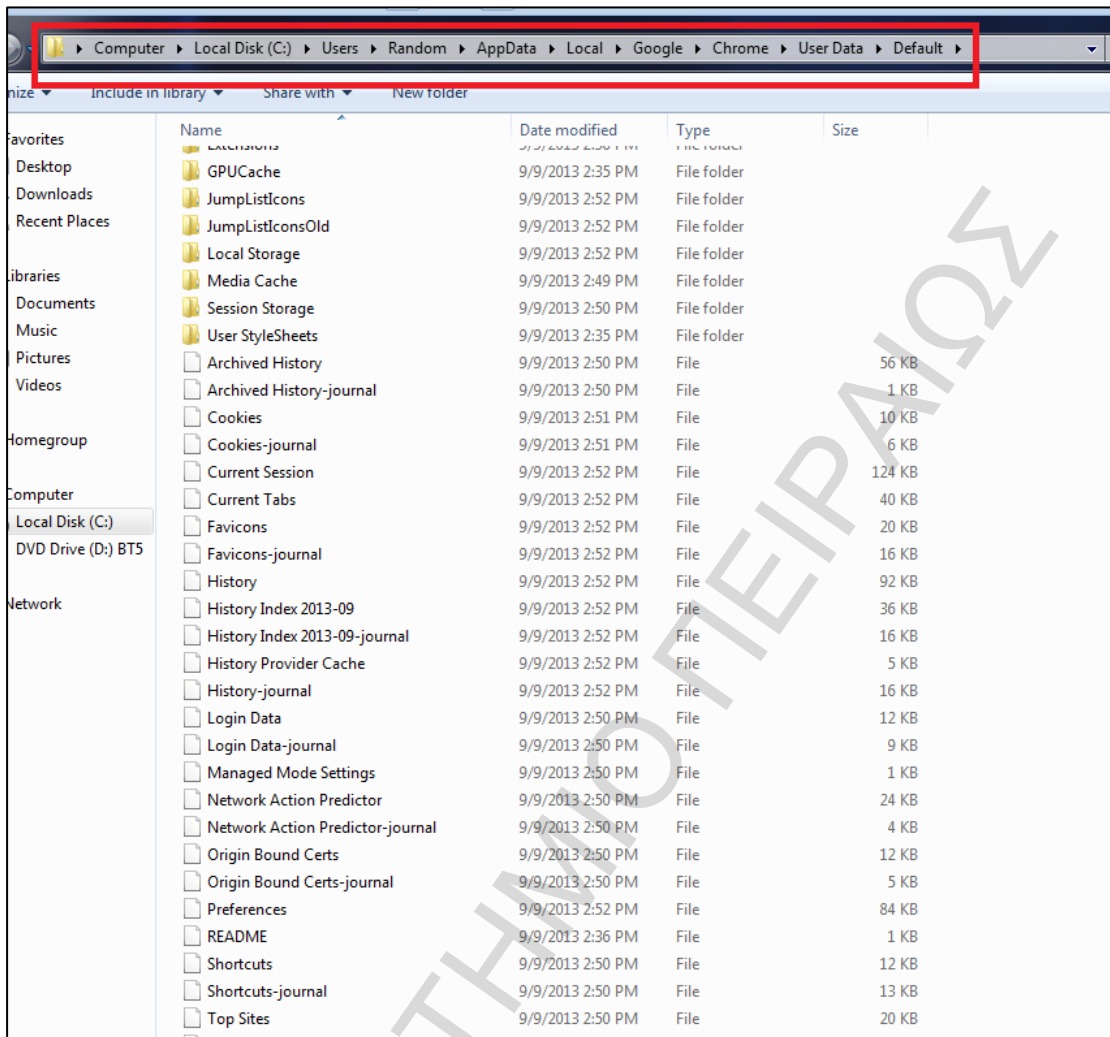 Computer ▸ Local Disk (C:) ▸ Users ▸ Random ▸ AppData ▸ Local ▸ Google ▸ Chrome ▸ User Data ▸ Default ▸
nize Include in library Share with New folder
Favorites
Desktop
Downloads
Recent Places
Libraries
Documents
Music
Pictures
Videos
Homegroup
Computer
Local Disk (C:)
DVD Drive (D:) BT5
Network
Name Date modified Type Size
Extensions 9/9/2013 2:50 PM File folder
GPUCache 9/9/2013 2:35 PM File folder
JumpListIcons 9/9/2013 2:52 PM File folder
JumpListIconsOld 9/9/2013 2:52 PM File folder
Local Storage 9/9/2013 2:52 PM File folder
Media Cache 9/9/2013 2:49 PM File folder
Session Storage 9/9/2013 2:50 PM File folder
User StyleSheets 9/9/2013 2:35 PM File folder
Archived History 9/9/2013 2:50 PM File 56 KB
Archived History-journal 9/9/2013 2:50 PM File 1 KB
Cookies 9/9/2013 2:51 PM File 10 KB
Cookies-journal 9/9/2013 2:51 PM File 6 KB
Current Session 9/9/2013 2:52 PM File 124 KB
Current Tabs 9/9/2013 2:52 PM File 40 KB
Favicons 9/9/2013 2:52 PM File 20 KB
Favicons-journal 9/9/2013 2:52 PM File 16 KB
History 9/9/2013 2:52 PM File 92 KB
History Index 2013-09 9/9/2013 2:52 PM File 36 KB
History Index 2013-09-journal 9/9/2013 2:52 PM File 16 KB
History Provider Cache 9/9/2013 2:52 PM File 5 KB
History-journal 9/9/2013 2:52 PM File 16 KB
Login Data 9/9/2013 2:50 PM File 12 KB
Login Data-journal 9/9/2013 2:50 PM File 9 KB
Managed Mode Settings 9/9/2013 2:50 PM File 1 KB
Network Action Predictor 9/9/2013 2:50 PM File 24 KB
Network Action Predictor-journal 9/9/2013 2:50 PM File 4 KB
Origin Bound Certs 9/9/2013 2:50 PM File 12 KB
Origin Bound Certs-journal 9/9/2013 2:50 PM File 5 KB
Preferences 9/9/2013 2:52 PM File 84 KB
README 9/9/2013 2:36 PM File 1 KB
Shortcuts 9/9/2013 2:50 PM File 12 KB
Shortcuts-journal 9/9/2013 2:50 PM File 13 KB
Top Sites 9/9/2013 2:50 PM File 20 KB
ΤΗΜΙΟ ΠΕΙΡΑΙΩΣ